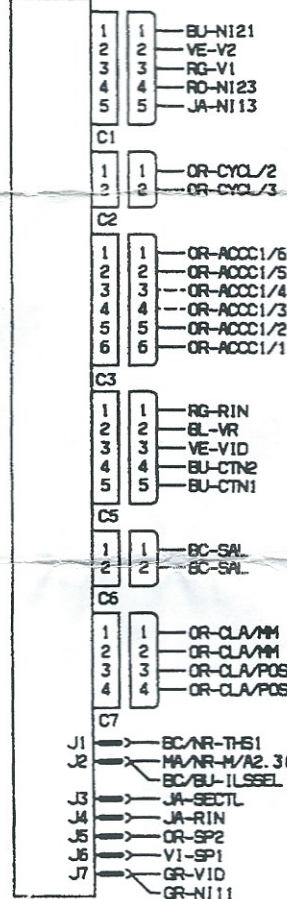 1 1 BU-NI21
2 2 VE-V2
3 3 RG-V1
4 4 RO-NI23
5 5 JA-NI13
C1
1 1 OR-CYCL/2
2 2 OR-CYCL/3
C2
1 1 OR-ACCC1/6
2 2 OR-ACCC1/5
3 3 OR-ACCC1/4
4 4 OR-ACCC1/3
5 5 OR-ACCC1/2
6 6 OR-ACCC1/1
C3
1 1 RG-RIN
2 2 BL-VR
3 3 VE-VID
4 4 BU-CTN2
5 5 BU-CTN1
C5
1 1 BC-SAL
2 2 BC-SAL
C6
1 1 OR-CLA/MM
2 2 OR-CLA/MM
3 3 OR-CLA/POS
4 4 OR-CLA/POS
C7
J1 BC/NR-THS1
J2 MA/NR-M/A2.3
BC/BU-ILSSEL
J3 JA-SECTL
J4 JA-RIN
J5 OR-SP2
J6 VI-SP1
J7 GR-VID
GR-NI11